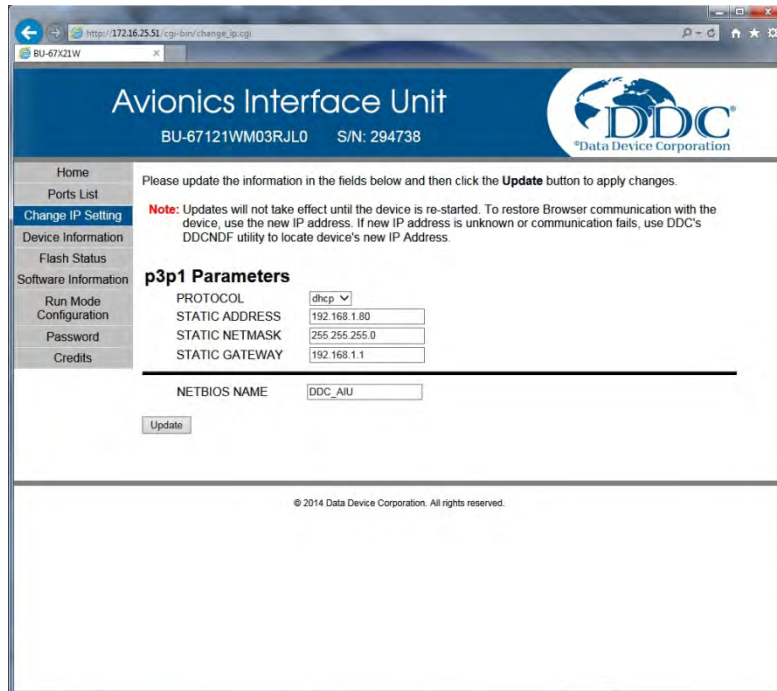 http://172.16.25.51/cgi-bin/change_ip.cgi
BU-67X21W
Avionics Interface Unit
BU-67121WM03RJL0 S/N: 294738
DDC®
®Data Device Corporation
Home
Ports List
Change IP Setting
Device Information
Flash Status
Software Information
Run Mode
Configuration
Password
Credits
Please update the information in the fields below and then click the Update button to apply changes.
Note: Updates will not take effect until the device is re-started. To restore Browser communication with the
device, use the new IP address. If new IP address is unknown or communication fails, use DDC's
DDCNDF utility to locate device's new IP Address.
p3p1 Parameters
PROTOCOL dhcp
STATIC ADDRESS 192.168.1.80
STATIC NETMASK 255.255.255.0
STATIC GATEWAY 192.168.1.1
NETBIOS NAME DDC_AIU
Update
© 2014 Data Device Corporation. All rights reserved.